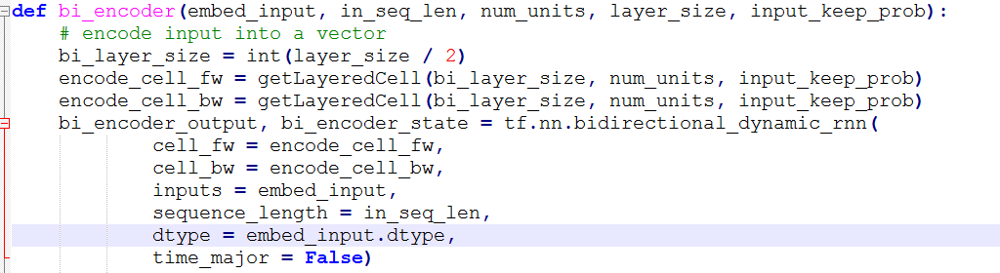 def bi_encoder(embed_input, in_seq_len, num_units, layer_size, input_keep_prob):
    # encode input into a vector
    bi_layer_size = int(layer_size / 2)
    encode_cell_fw = getLayeredCell(bi_layer_size, num_units, input_keep_prob)
    encode_cell_bw = getLayeredCell(bi_layer_size, num_units, input_keep_prob)
    bi_encoder_output, bi_encoder_state = tf.nn.bidirectional_dynamic_rnn(
            cell_fw = encode_cell_fw,
            cell_bw = encode_cell_bw,
            inputs = embed_input,
            sequence_length = in_seq_len,
            dtype = embed_input.dtype,
            time_major = False)